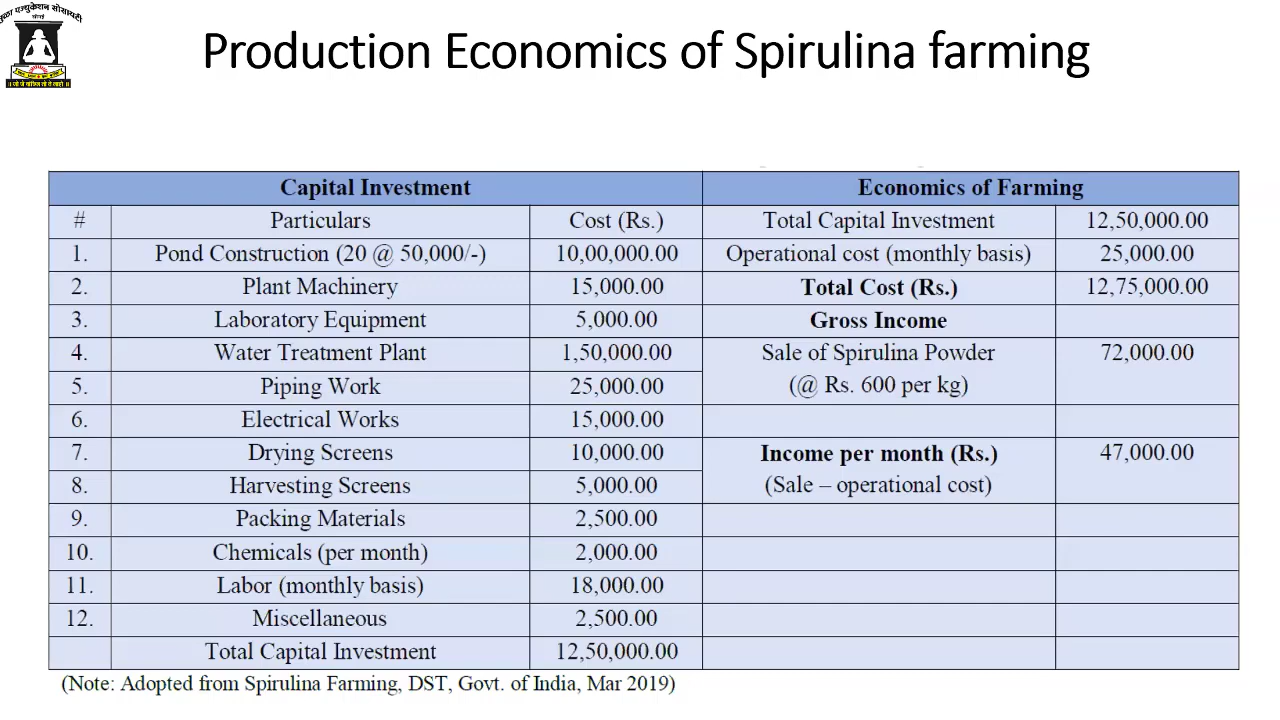 Production Economics of Spirulina farming
Capital Investment Economics of Farming
# Particulars Cost (Rs.) Total Capital Investment 12,50,000.00
1. Pond Construction (20 @ 50,000/-) 10,00,000.00 Operational cost (monthly basis) 25,000.00
2. Plant Machinery 15,000.00 Total Cost (Rs.) 12,75,000.00
3. Laboratory Equipment 5,000.00 Gross Income
4. Water Treatment Plant 1,50,000.00 Sale of Spirulina Powder 72,000.00
5. Piping Work 25,000.00 (@ Rs. 600 per kg)
6. Electrical Works 15,000.00
7. Drying Screens 10,000.00 Income per month (Rs.) 47,000.00
8. Harvesting Screens 5,000.00 (Sale – operational cost)
9. Packing Materials 2,500.00
10. Chemicals (per month) 2,000.00
11. Labor (monthly basis) 18,000.00
12. Miscellaneous 2,500.00
Total Capital Investment 12,50,000.00
(Note: Adopted from Spirulina Farming, DST, Govt. of India, Mar 2019)